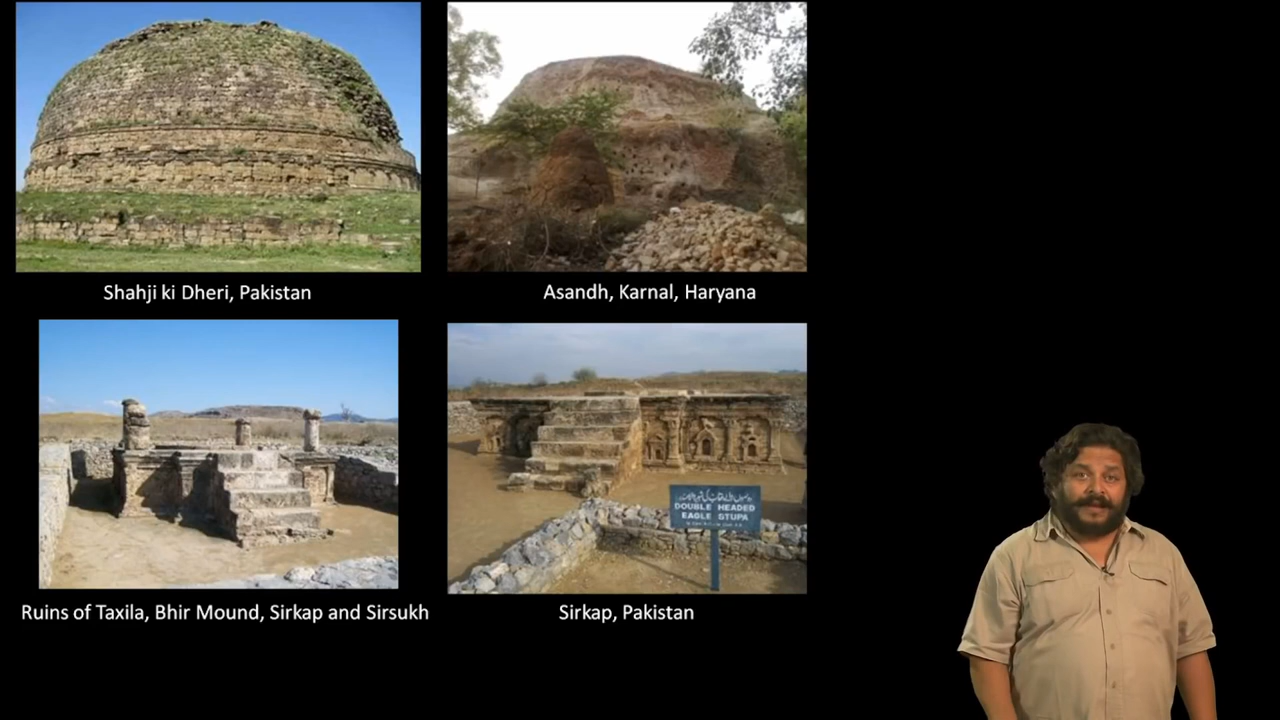 Shahji ki Dheri, Pakistan
Asandh, Karnal, Haryana
DOUBLE HEADED
EAGLE STUPA
Ruins of Taxila, Bhir Mound, Sirkap and Sirsukh
Sirkap, Pakistan